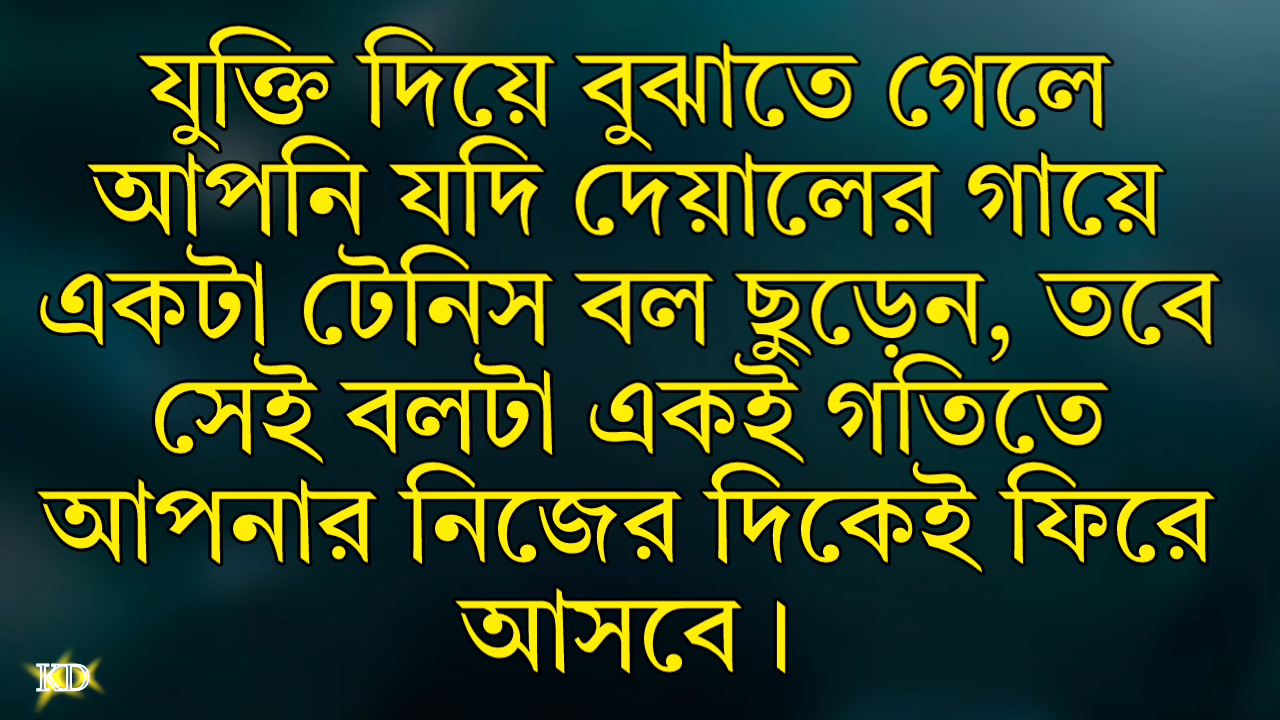 যুক্তি দিয়ে বুঝাতে গেলে
আপনি যদি দেয়ালের গায়ে
একটা টেনিস বল ছুড়েন, তবে
সেই বলটা একই গতিতে
আপনার নিজের দিকেই ফিরে
আসবে।
KD